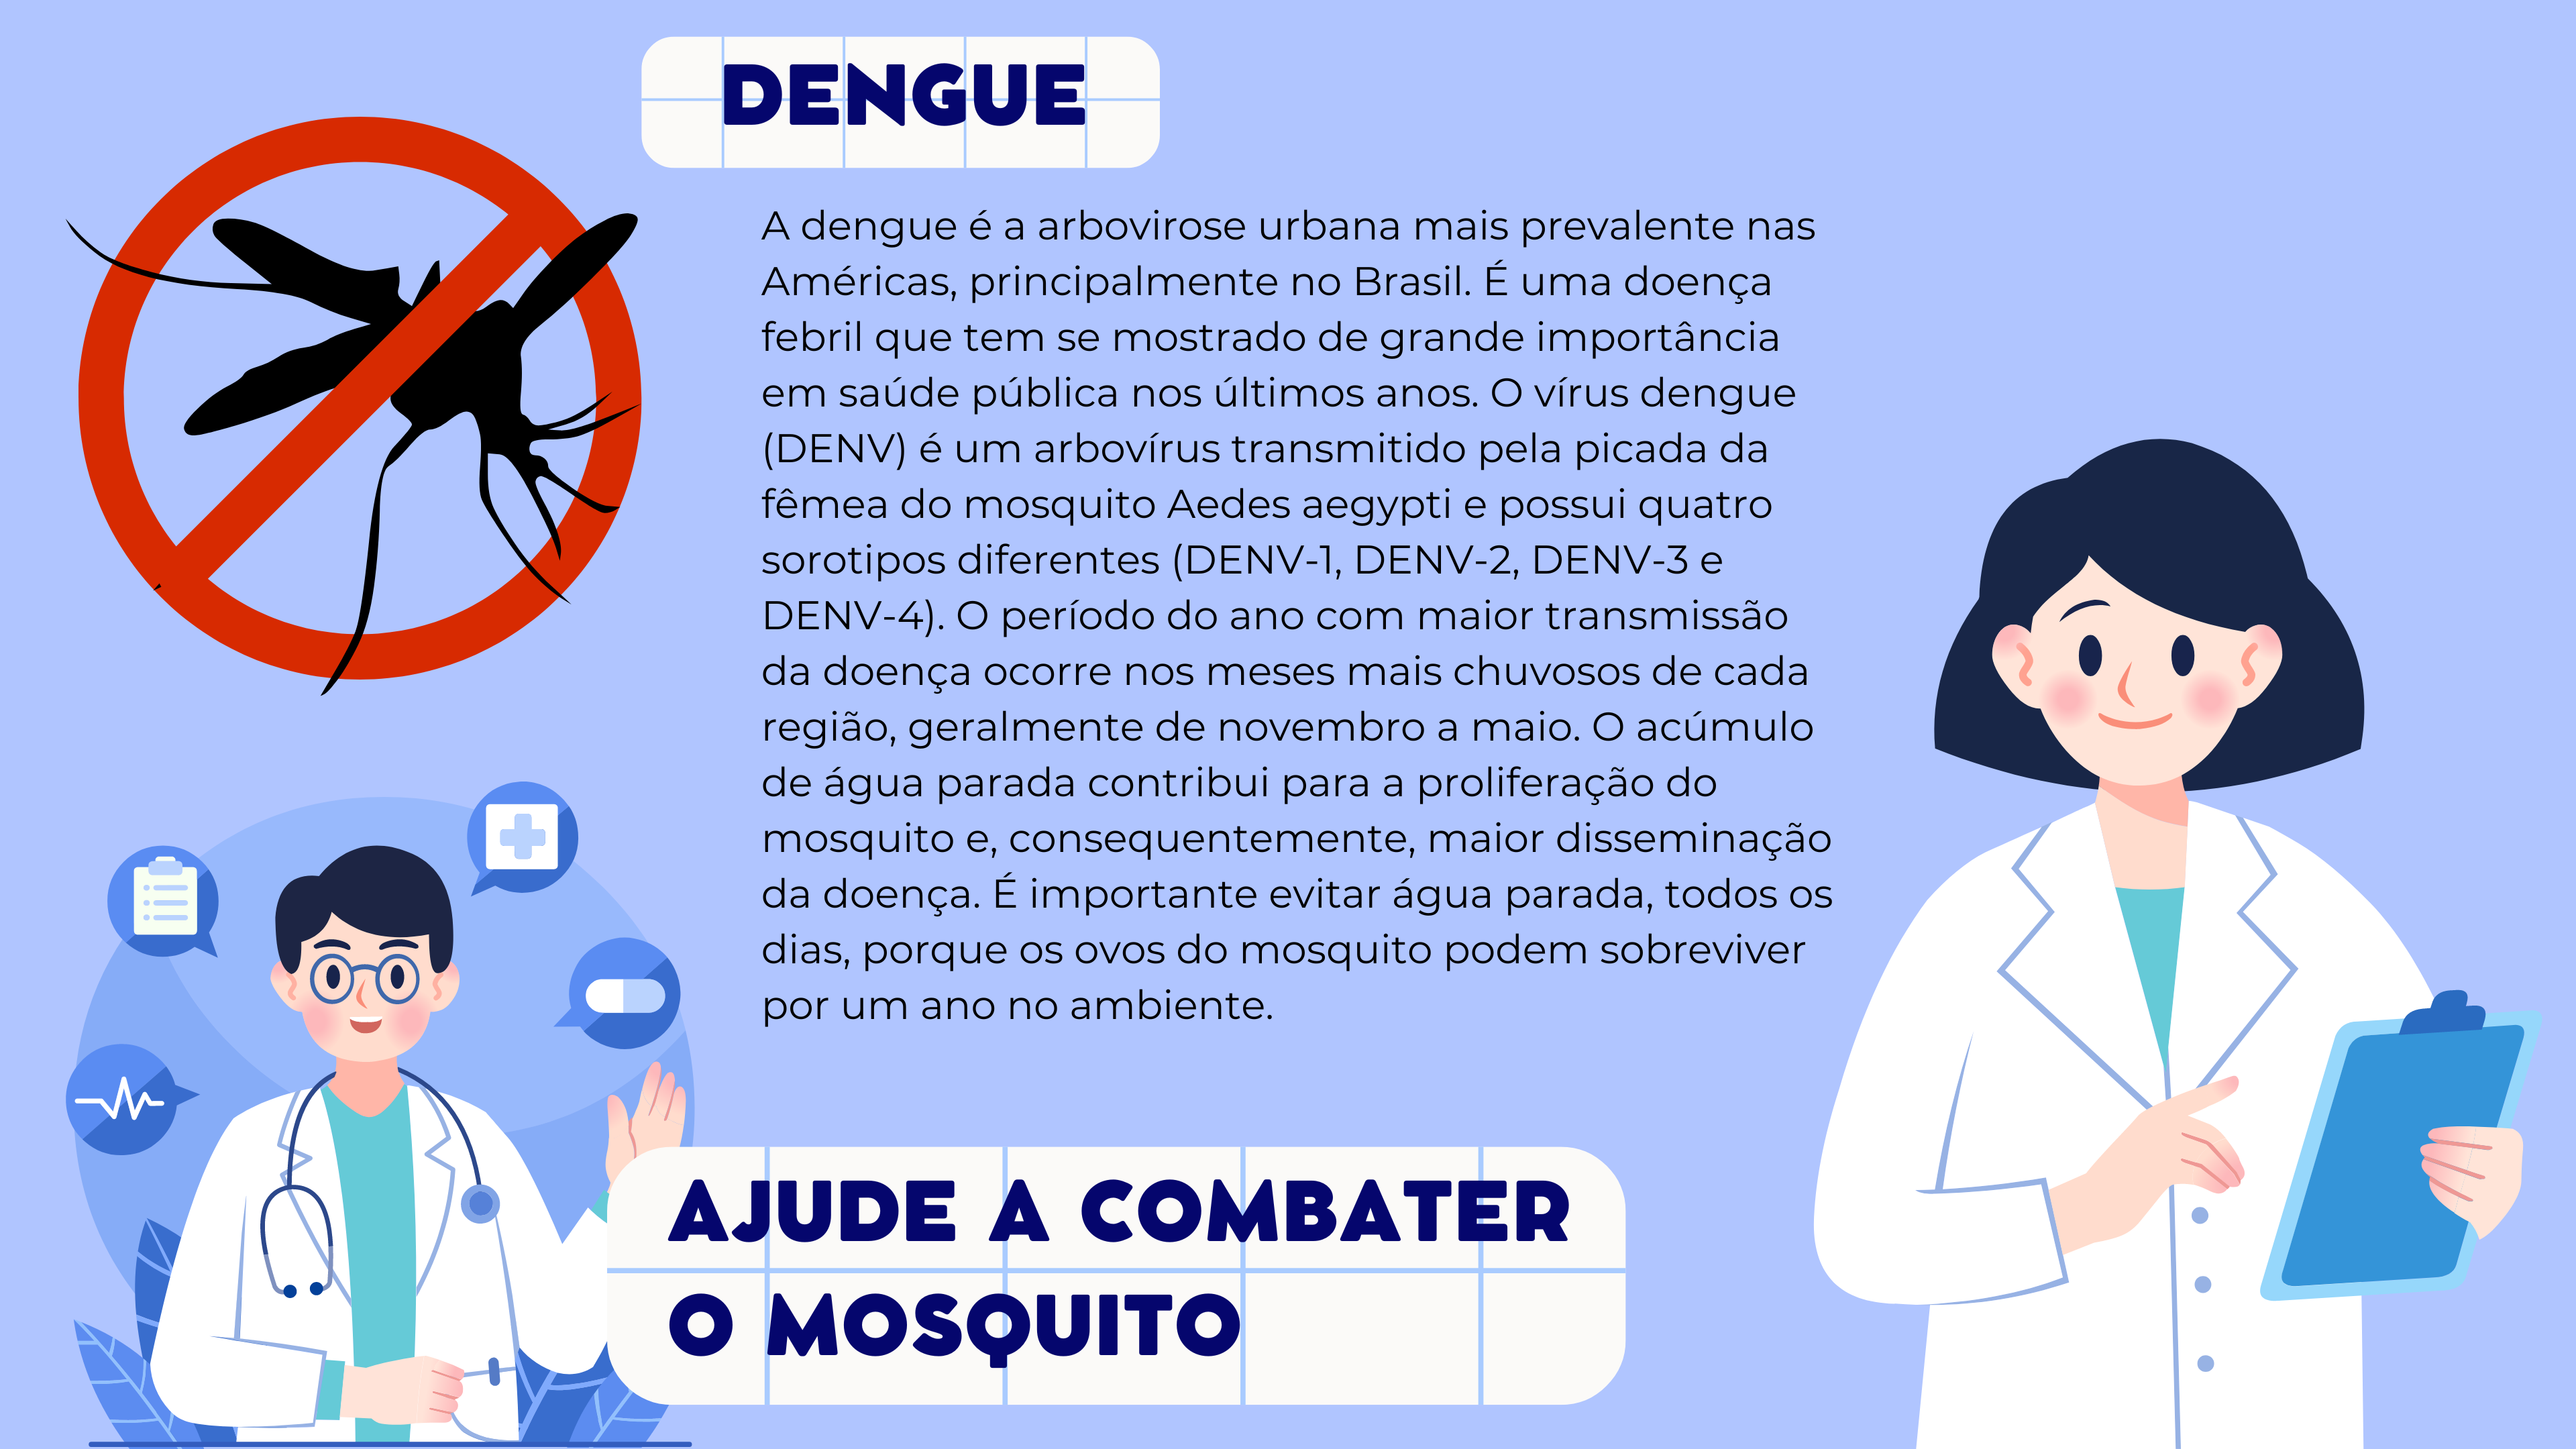 DENGUE
A dengue é a arbovirose urbana mais prevalente nas
Américas, principalmente no Brasil. É uma doença
febril que tem se mostrado de grande importância
em saúde pública nos últimos anos. O vírus dengue
(DENV) é um arbovírus transmitido pela picada da
fêmea do mosquito Aedes aegypti e possui quatro
sorotipos diferentes (DENV-1, DENV-2, DENV-3 e
DENV-4). O período do ano com maior transmissão
da doença ocorre nos meses mais chuvosos de cada
região, geralmente de novembro a maio. O acúmulo
de água parada contribui para a proliferação do
mosquito e, consequentemente, maior disseminação
da doença. É importante evitar água parada, todos os
dias, porque os ovos do mosquito podem sobreviver
por um ano no ambiente.
AJUDE A COMBATER
O MOSQUITO